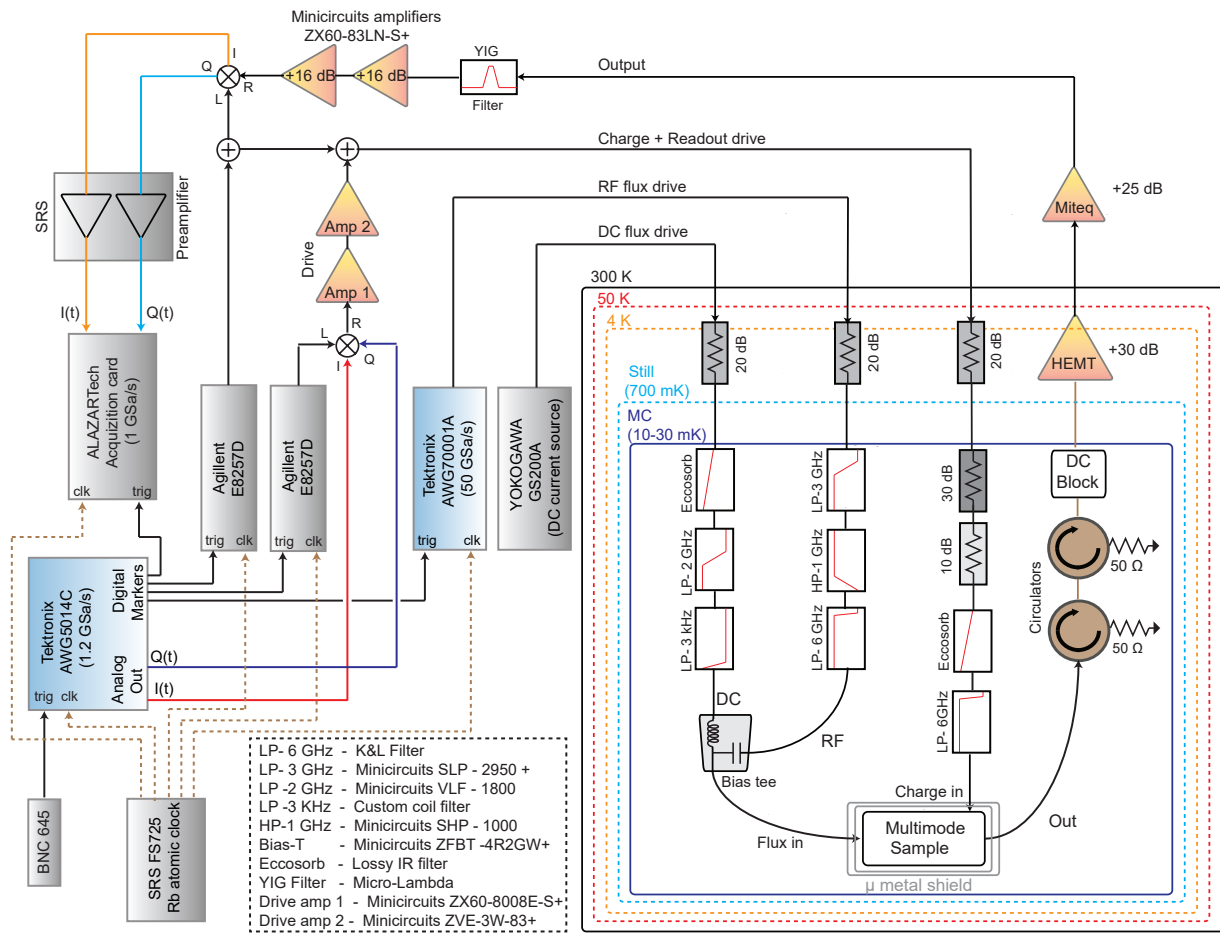 Minicircuits amplifiers
ZX60-83LN-S+
I
Q
R
L
+16 dB
+16 dB
YIG
Filter
Output
Charge + Readout drive
RF flux drive
DC flux drive
SRS
Preamplifier
I(t)
Q(t)
Drive
Amp 2
Amp 1
R
L
Q
I
Miteq
+25 dB
HEMT
+30 dB
300 K
50 K
4 K
Still
(700 mK)
MC
(10-30 mK)
20 dB
20 dB
20 dB
ALAZARTech
Acquizition card
(1 GSa/s)
clk
trig
Agillent
E8257D
trig
clk
Agillent
E8257D
trig
clk
Tektronix
AWG70001A
(50 GSa/s)
trig
clk
YOKOGAWA
GS200A
(DC current source)
Tektronix
AWG5014C
(1.2 GSa/s)
trig
clk
Digital
Markers
Analog
Out
Q(t)
I(t)
BNC 645
SRS FS725
Rb atomic clock
Eccosorb
LP- 2 GHz
LP- 3 kHz
LP-3 GHz
HP-1 GHz
LP- 6 GHz
30 dB
10 dB
Eccosorb
LP- 6GHz
DC
Block
Circulators
50 Ω
50 Ω
DC
RF
Bias tee
Charge in
Flux in
Out
Multimode
Sample
μ metal shield
LP- 6 GHz - K&L Filter
LP- 3 GHz - Minicircuits SLP - 2950 +
LP -2 GHz - Minicircuits VLF - 1800
LP -3 KHz - Custom coil filter
HP-1 GHz - Minicircuits SHP - 1000
Bias-T - Minicircuits ZFBT -4R2GW+
Eccosorb - Lossy IR filter
YIG Filter - Micro-Lambda
Drive amp 1 - Minicircuits ZX60-8008E-S+
Drive amp 2 - Minicircuits ZVE-3W-83+